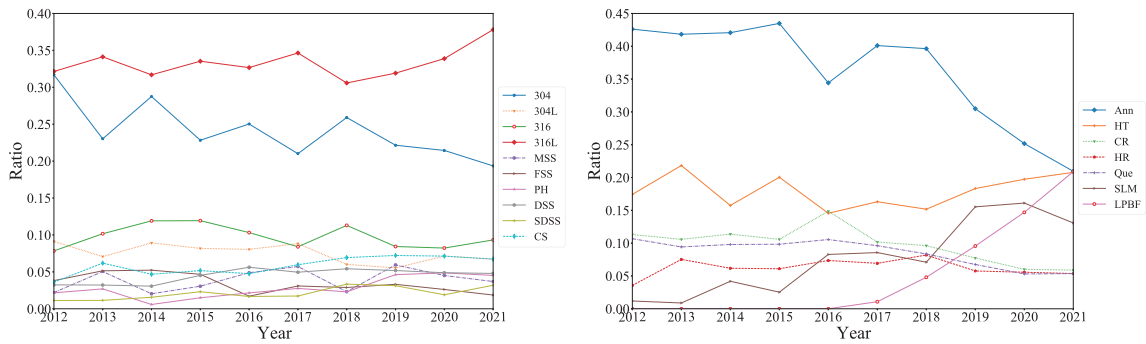 0.40
0.35
0.30
0.25
0.20
0.15
0.10
0.05
0.00
Ratio
2012 2013 2014 2015 2016 2017 2018 2019 2020 2021
Year
304
304L
316
316L
MSS
FSS
PH
DSS
SDSS
CS
0.45
0.40
0.35
0.30
0.25
0.20
0.15
0.10
0.05
0.00
Ratio
2012 2013 2014 2015 2016 2017 2018 2019 2020 2021
Year
Ann
HT
CR
HR
Que
SLM
LPBF